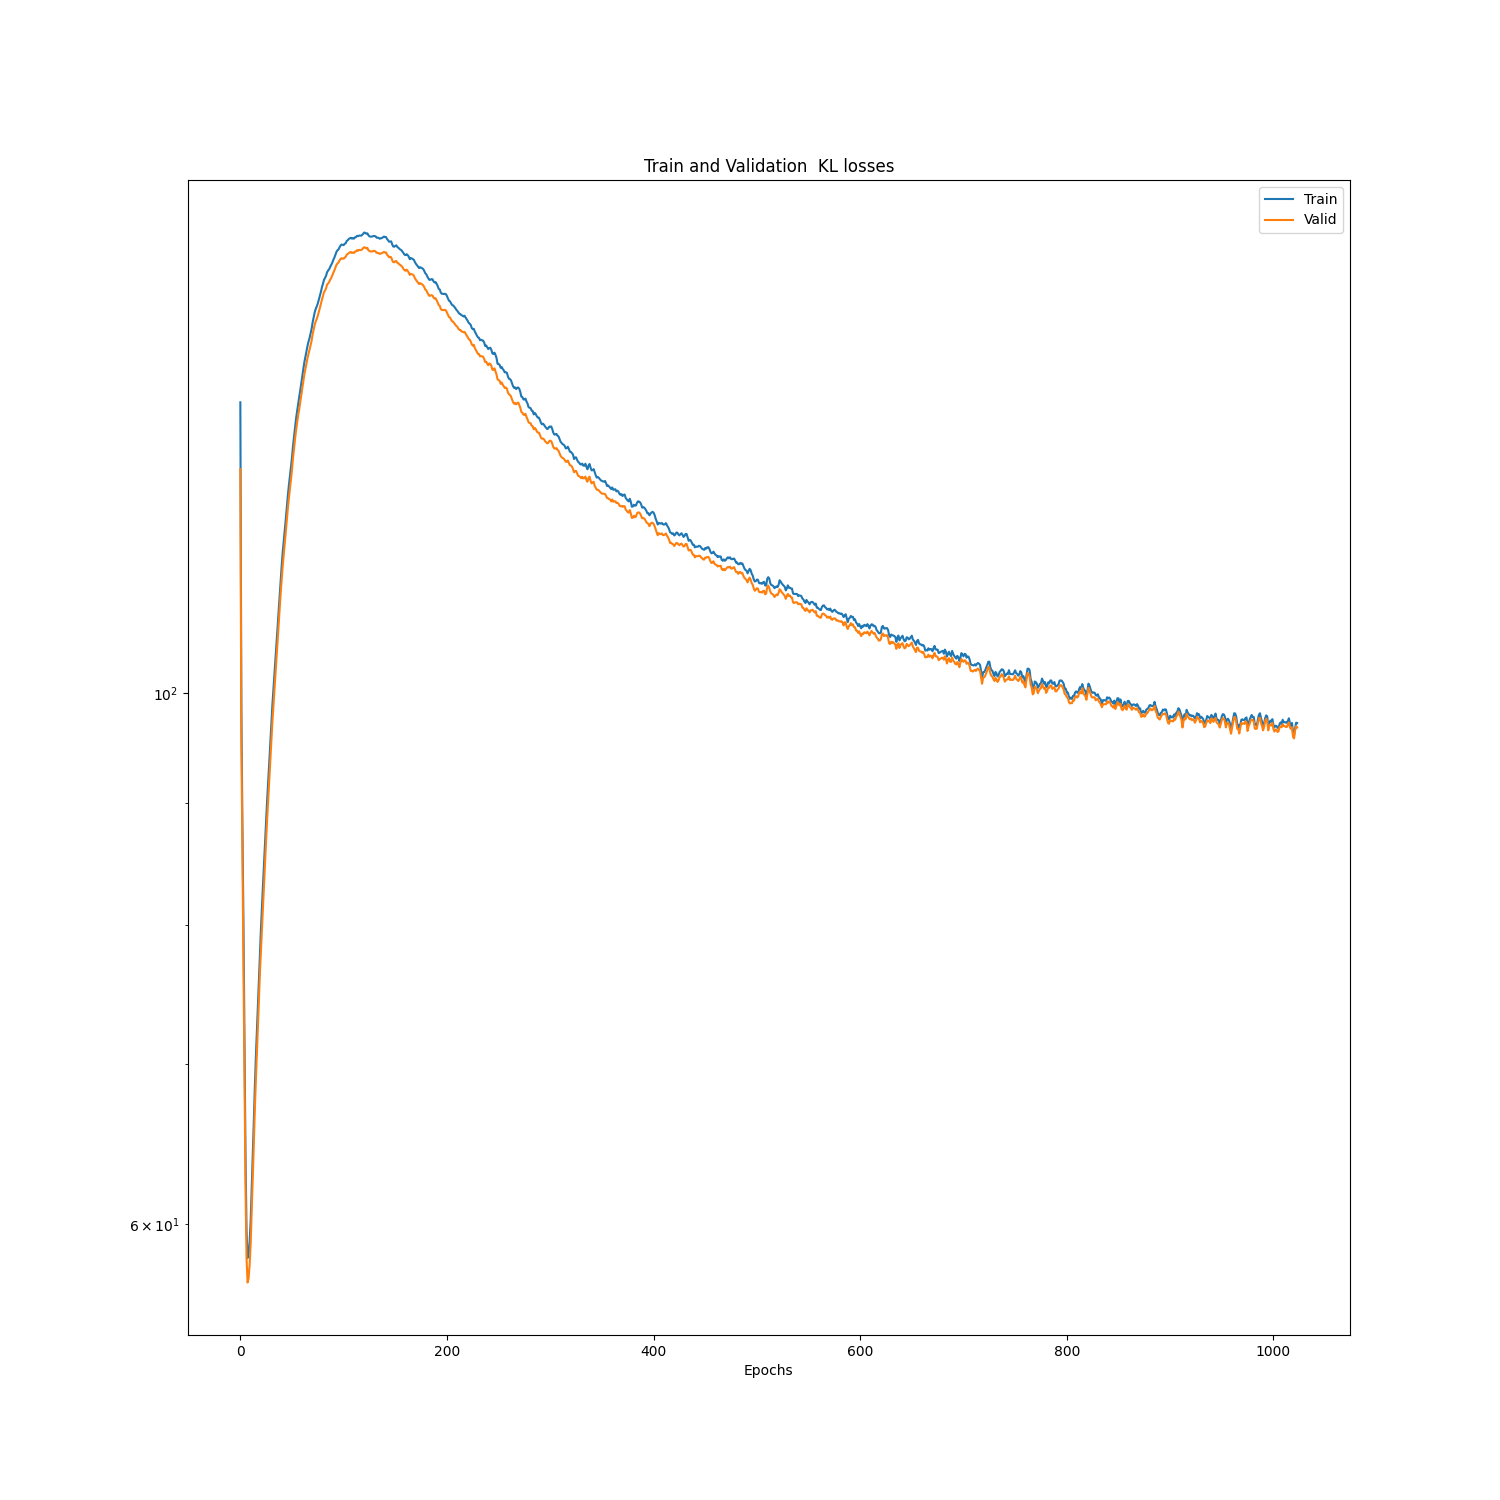 Train and Validation  KL losses
Train
Valid
10²
6 × 10¹
0 200 400 600 800 1000
Epochs